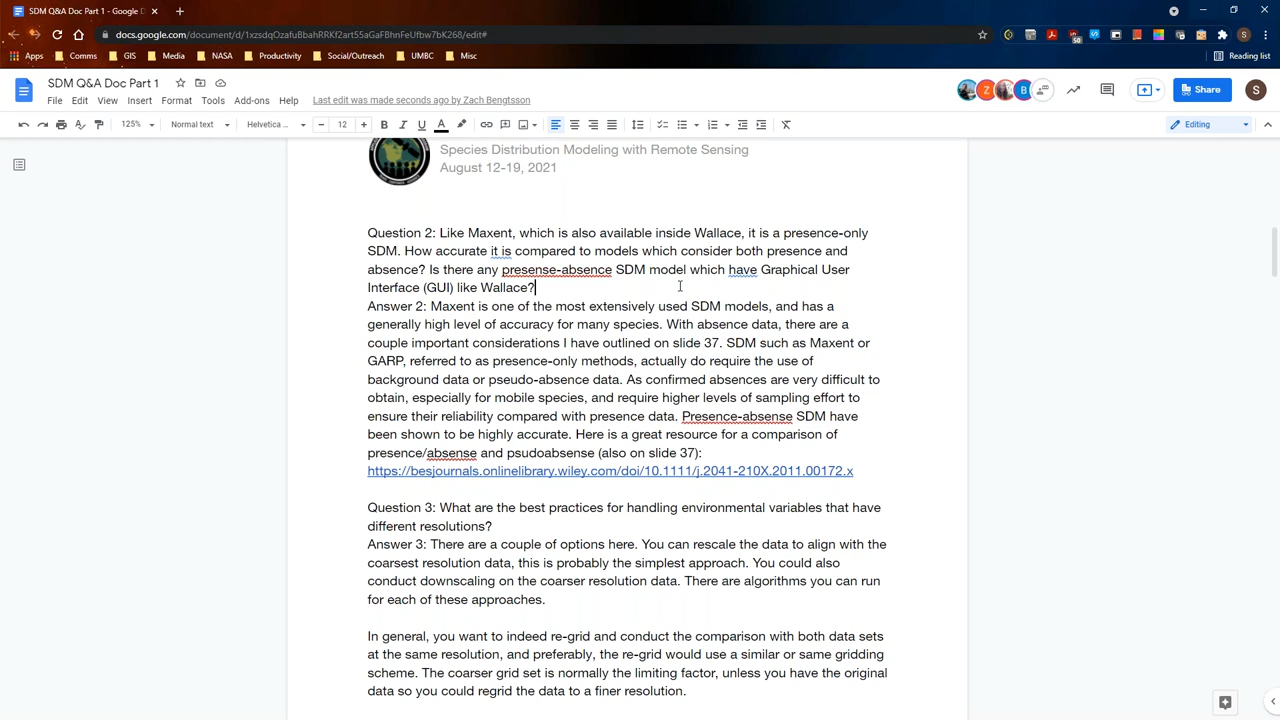 SDM Q&A Doc Part 1 - Google D
docs.google.com/document/d/1xzsdqOzafuBbahRRKf2art55aGaFBhnFeUfbw7bK268/edit#
Apps Comms GIS Media NASA Productivity Social/Outreach UMBC Misc Reading list
SDM Q&A Doc Part 1
File Edit View Insert Format Tools Add-ons Help Last edit was made seconds ago by Zach Bengtsson
Z B Share S
125% Normal text Helvetica ... 12 B I U A Editing
Species Distribution Modeling with Remote Sensing
August 12-19, 2021
Question 2: Like Maxent, which is also available inside Wallace, it is a presence-only
SDM. How accurate it is compared to models which consider both presence and
absence? Is there any presense-absence SDM model which have Graphical User
Interface (GUI) like Wallace?
Answer 2: Maxent is one of the most extensively used SDM models, and has a
generally high level of accuracy for many species. With absence data, there are a
couple important considerations I have outlined on slide 37. SDM such as Maxent or
GARP, referred to as presence-only methods, actually do require the use of
background data or pseudo-absence data. As confirmed absences are very difficult to
obtain, especially for mobile species, and require higher levels of sampling effort to
ensure their reliability compared with presence data. Presence-absense SDM have
been shown to be highly accurate. Here is a great resource for a comparison of
presence/absense and psudoabsense (also on slide 37):
https://besjournals.onlinelibrary.wiley.com/doi/10.1111/j.2041-210X.2011.00172.x
Question 3: What are the best practices for handling environmental variables that have
different resolutions?
Answer 3: There are a couple of options here. You can rescale the data to align with the
coarsest resolution data, this is probably the simplest approach. You could also
conduct downscaling on the coarser resolution data. There are algorithms you can run
for each of these approaches.
In general, you want to indeed re-grid and conduct the comparison with both data sets
at the same resolution, and preferably, the re-grid would use a similar or same gridding
scheme. The coarser grid set is normally the limiting factor, unless you have the original
data so you could regrid the data to a finer resolution.